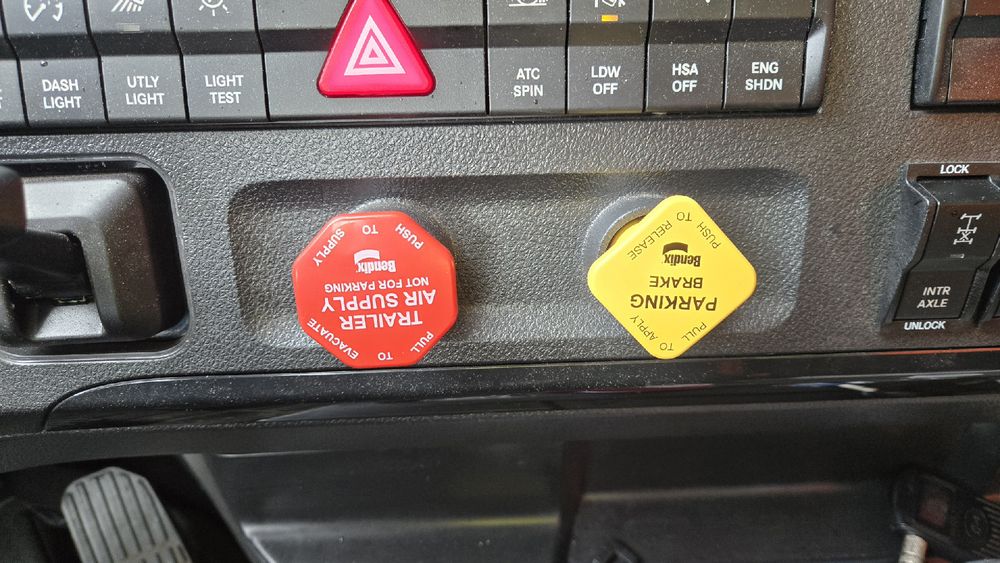 DASH
LIGHT
UTLY
LIGHT
LIGHT
TEST
ATC
SPIN
LDW
OFF
HSA
OFF
ENG
SHDN
PULL TO EVACUATE
TRAILER
AIR SUPPLY
NOT FOR PARKING
Bendix
PUSH TO SUPPLY
PULL TO APPLY
PARKING
BRAKE
Bendix
PUSH TO RELEASE
LOCK
INTR
AXLE
UNLOCK